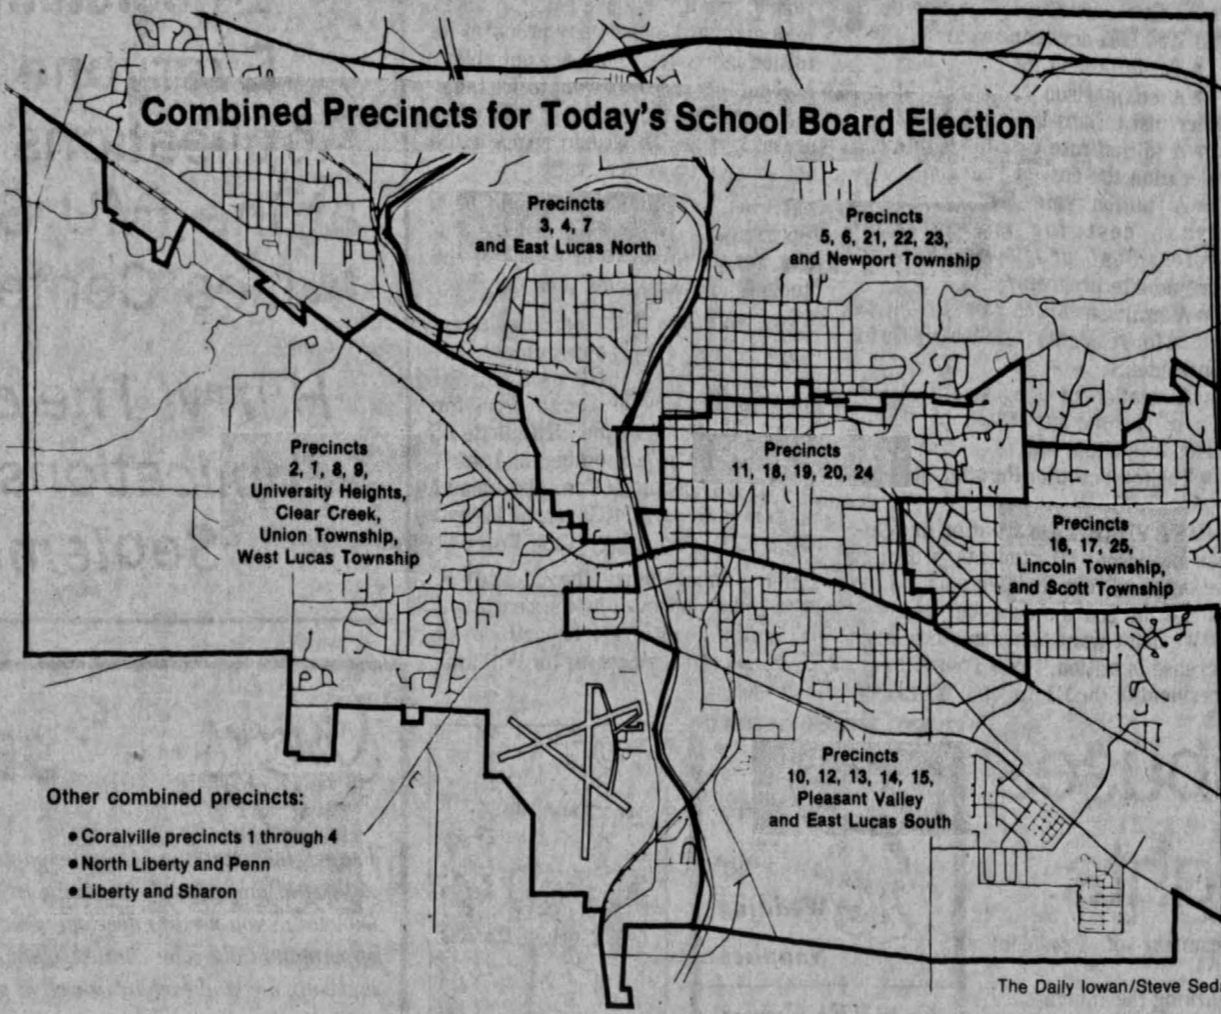 Combined Precincts for Today's School Board Election
Precincts
3, 4, 7
and East Lucas North
Precincts
5, 6, 21, 22, 23,
and Newport Township
Precincts
2, 1, 8, 9,
University Heights,
Clear Creek,
Union Township,
West Lucas Township
Precincts
11, 18, 19, 20, 24
Precincts
16, 17, 25,
Lincoln Township,
and Scott Township
Precincts
10, 12, 13, 14, 15,
Pleasant Valley
and East Lucas South
Other combined precincts:
• Coralville precincts 1 through 4
• North Liberty and Penn
• Liberty and Sharon
The Daily Iowan/Steve